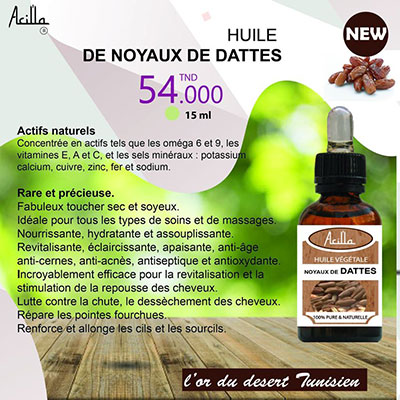 Acilla
®
HUILE
DE NOYAUX DE DATTES
NEW
54.000
TND
15 ml
Actifs naturels
Concentrée en actifs tels que les oméga 6 et 9, les
vitamines E, A et C, et les sels minéraux : potassium
calcium, cuivre, zinc, fer et sodium.
Rare et précieuse.
Fabuleux toucher sec et soyeux.
Idéale pour tous les types de soins et de massages.
Nourrissante, hydratante et assouplissante.
Revitalisante, éclaircissante, apaisante, anti-âge
anti-cernes, anti-acnès, antiseptique et antioxydante.
Incroyablement efficace pour la revitalisation et la
stimulation de la repousse des cheveux.
Lutte contre la chute, le dessèchement des cheveux.
Répare les pointes fourchues.
Renforce et allonge les cils et les sourcils.
Acilla
HUILE VÉGÉTALE
NOYAUX DE DATTES
100% PURE & NATURELLE
l'or du desert Tunisien